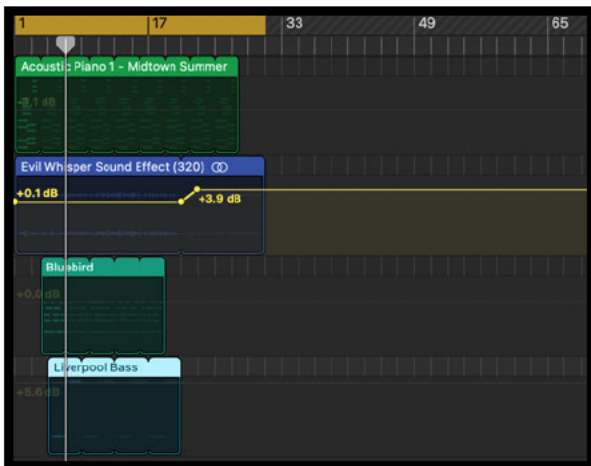 1 17 33 49 65
Acoustic Piano 1 - Midtown Summer
-3.1 dB
Evil Whisper Sound Effect (320)
+0.1 dB
+3.9 dB
Bluebird
+0.0 dB
Liverpool Bass
+5.6 dB